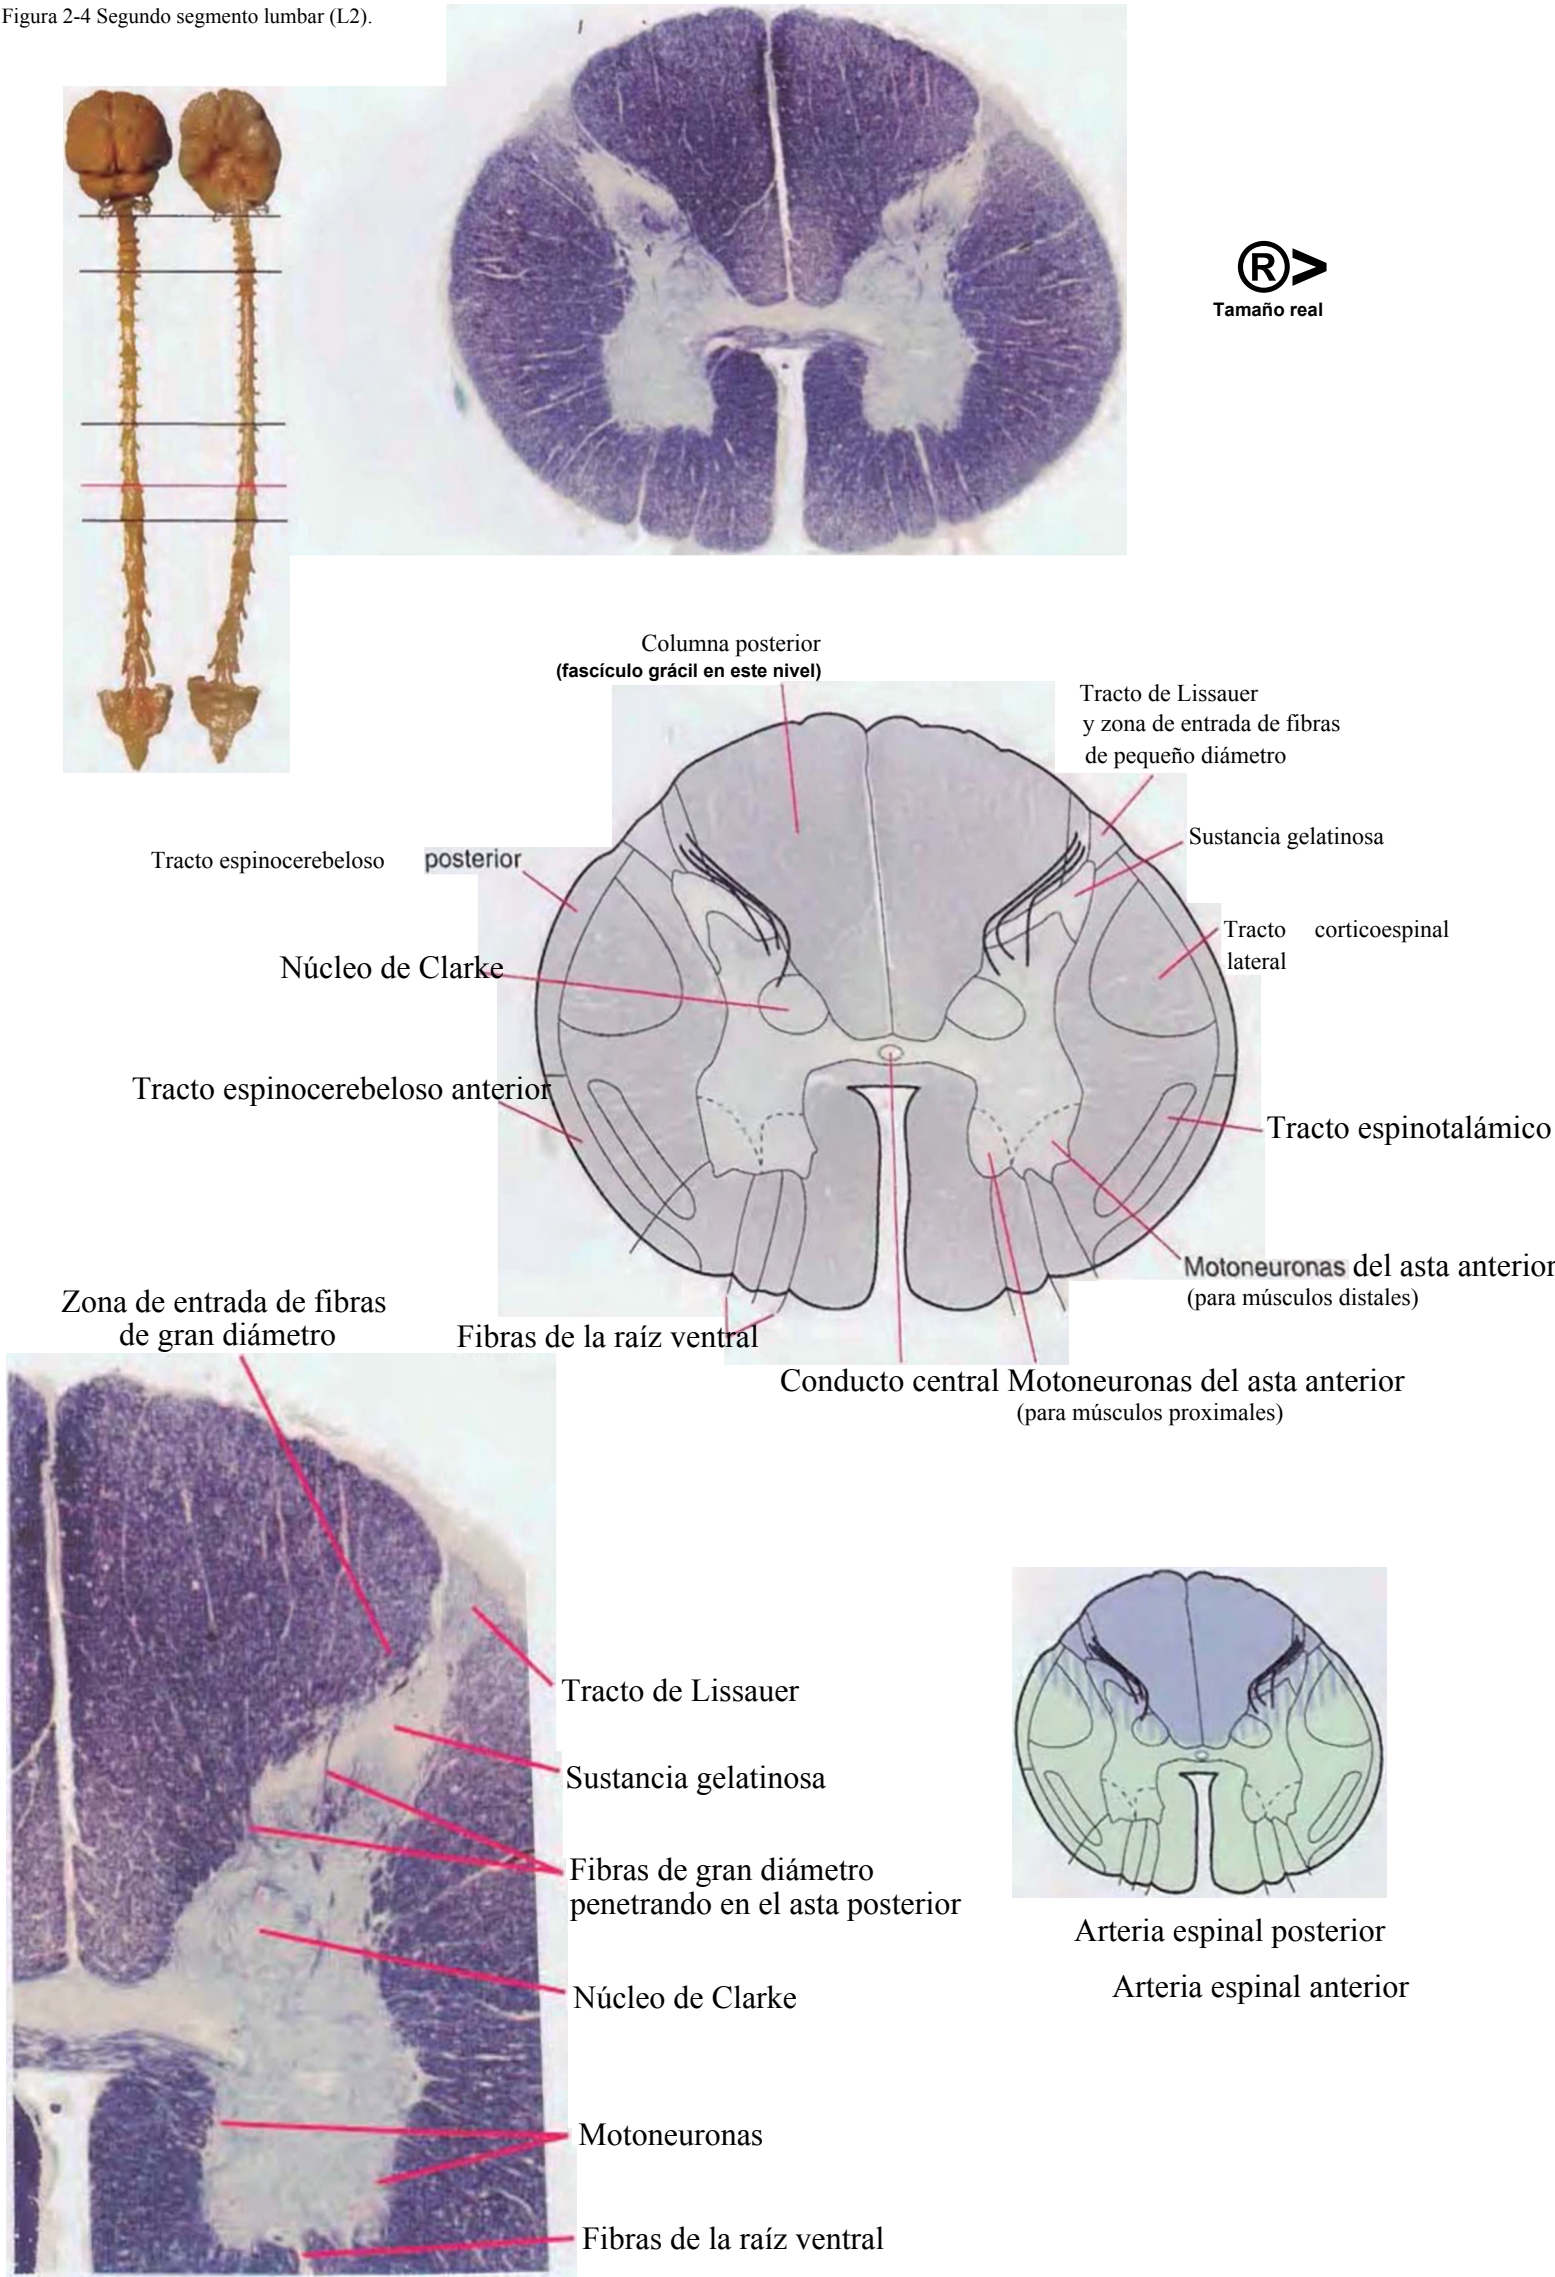 Figura 2-4 Segundo segmento lumbar (L2).
®>
Tamaño real
Columna posterior
(fascículo grácil en este nivel)
Tracto de Lissauer
y zona de entrada de fibras
de pequeño diámetro
Sustancia gelatinosa
Tracto espinocerebeloso posterior
Tracto corticoespinal
lateral
Núcleo de Clarke
Tracto espinocerebeloso anterior
Tracto espinotalámico
Motoneuronas del asta anterior
(para músculos distales)
Zona de entrada de fibras
de gran diámetro
Fibras de la raíz ventral
Conducto central Motoneuronas del asta anterior
(para músculos proximales)
Tracto de Lissauer
Sustancia gelatinosa
Fibras de gran diámetro
penetrando en el asta posterior
Núcleo de Clarke
Motoneuronas
Fibras de la raíz ventral
Arteria espinal posterior
Arteria espinal anterior